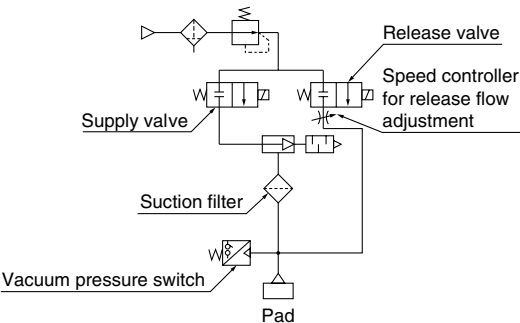 Release valve
Speed controller
for release flow
adjustment
Supply valve
Suction filter
Vacuum pressure switch
Pad